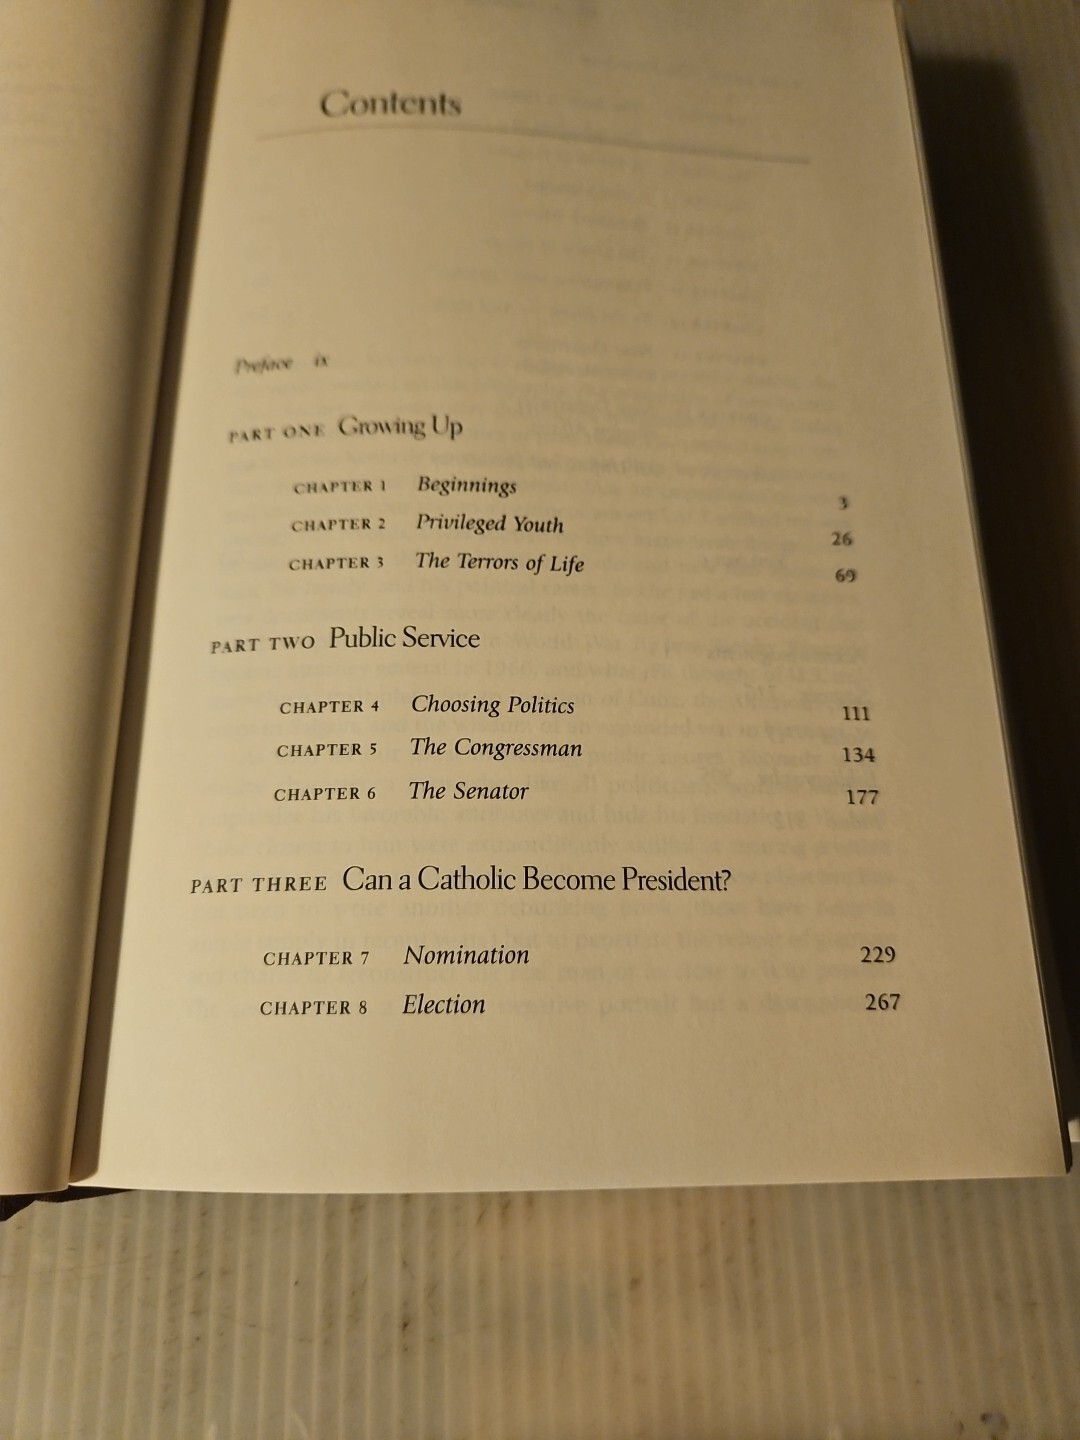 Contents
Preface ix
PART ONE Growing Up
CHAPTER 1 Beginnings 3
CHAPTER 2 Privileged Youth 26
CHAPTER 3 The Terrors of Life 69
PART TWO Public Service
CHAPTER 4 Choosing Politics 111
CHAPTER 5 The Congressman 134
CHAPTER 6 The Senator 177
PART THREE Can a Catholic Become President?
CHAPTER 7 Nomination 229
CHAPTER 8 Election 267